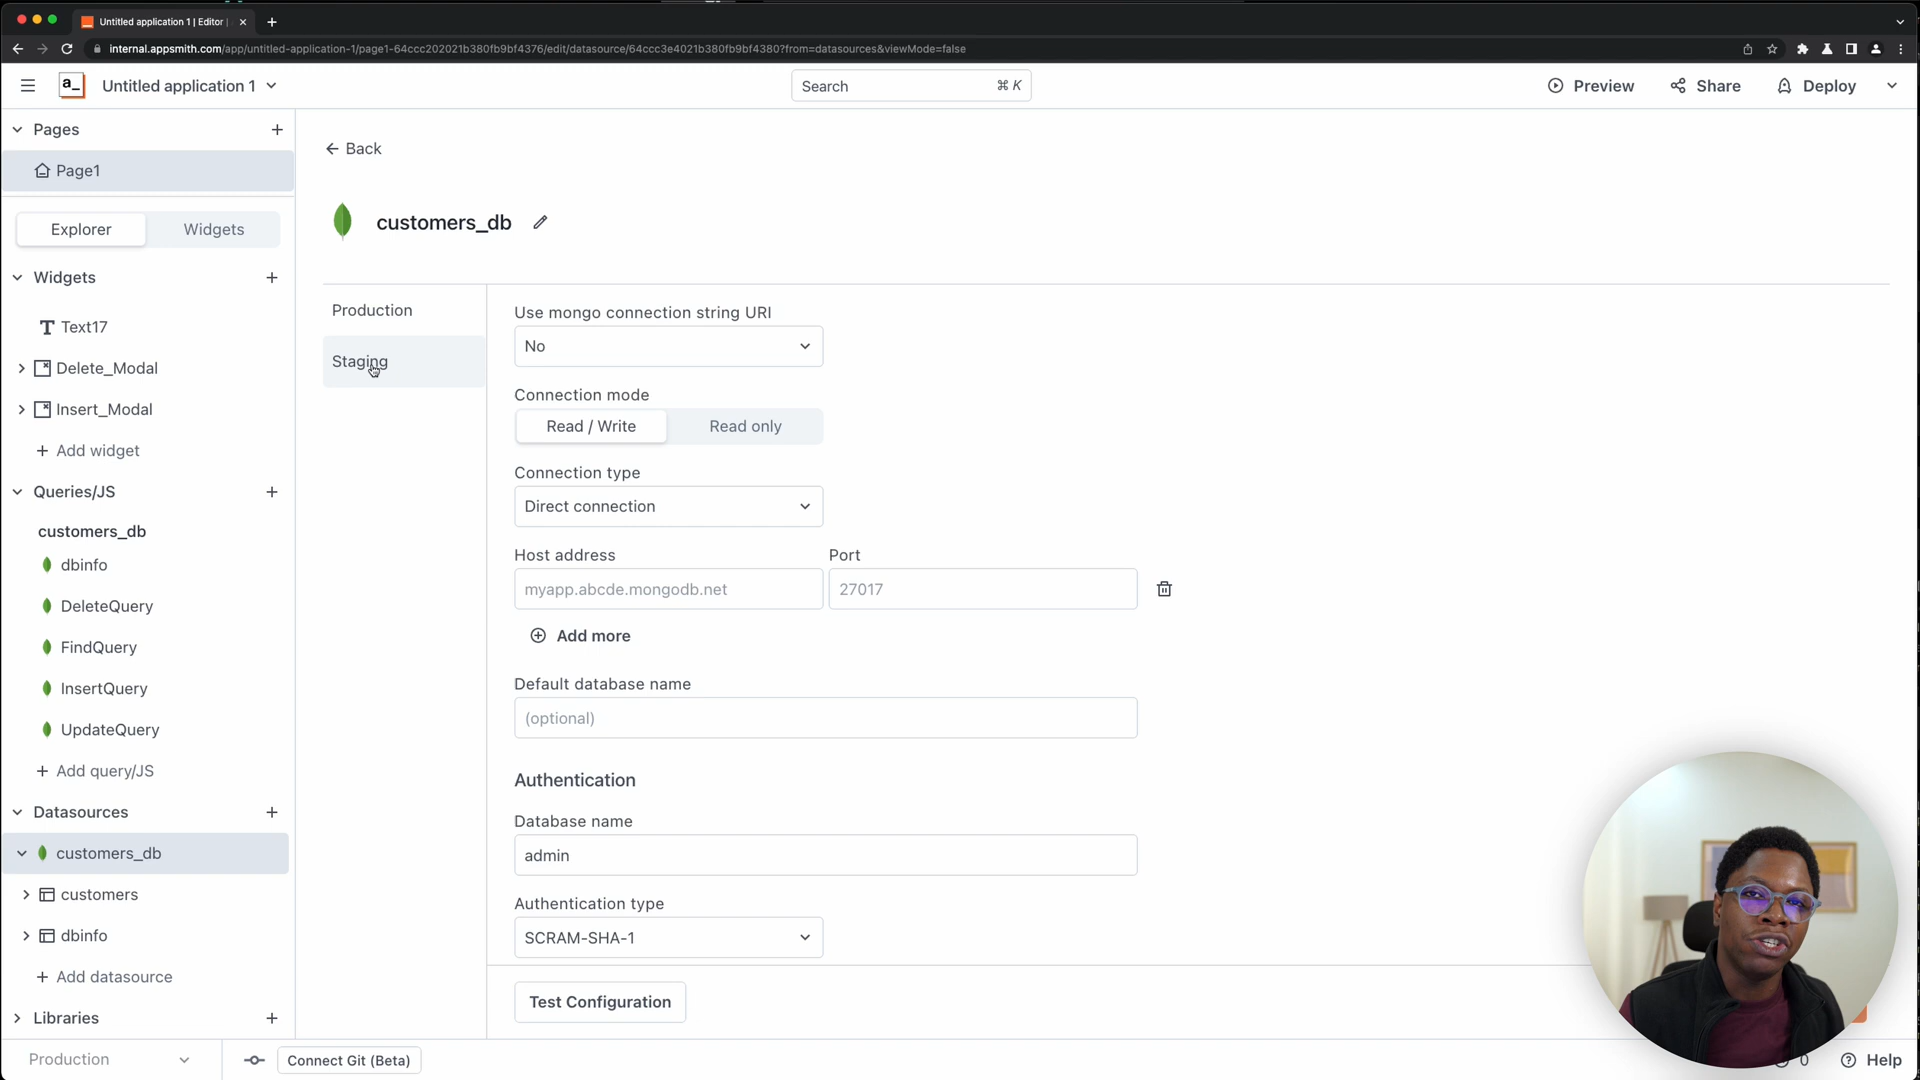 Untitled application 1 | Editor |
internal.appsmith.com/app/untitled-application-1/page1-64ccc202021b380fb9bf4376/edit/datasource/64ccc3e4021b380fb9bf4380?from=datasources&viewMode=false
a_
Untitled application 1
Search ⌘ K
Preview
Share
Deploy
Pages
Page1
Explorer
Widgets
Widgets
Text17
Delete_Modal
Insert_Modal
Add widget
Queries/JS
customers_db
dbinfo
DeleteQuery
FindQuery
InsertQuery
UpdateQuery
Add query/JS
Datasources
customers_db
customers
dbinfo
Add datasource
Libraries
Back
customers_db
Production
Staging
Use mongo connection string URI
No
Connection mode
Read / Write Read only
Connection type
Direct connection
Host address Port
myapp.abcde.mongodb.net 27017
Add more
Default database name
(optional)
Authentication
Database name
admin
Authentication type
SCRAM-SHA-1
Test Configuration
Production
Connect Git (Beta)
0
Help